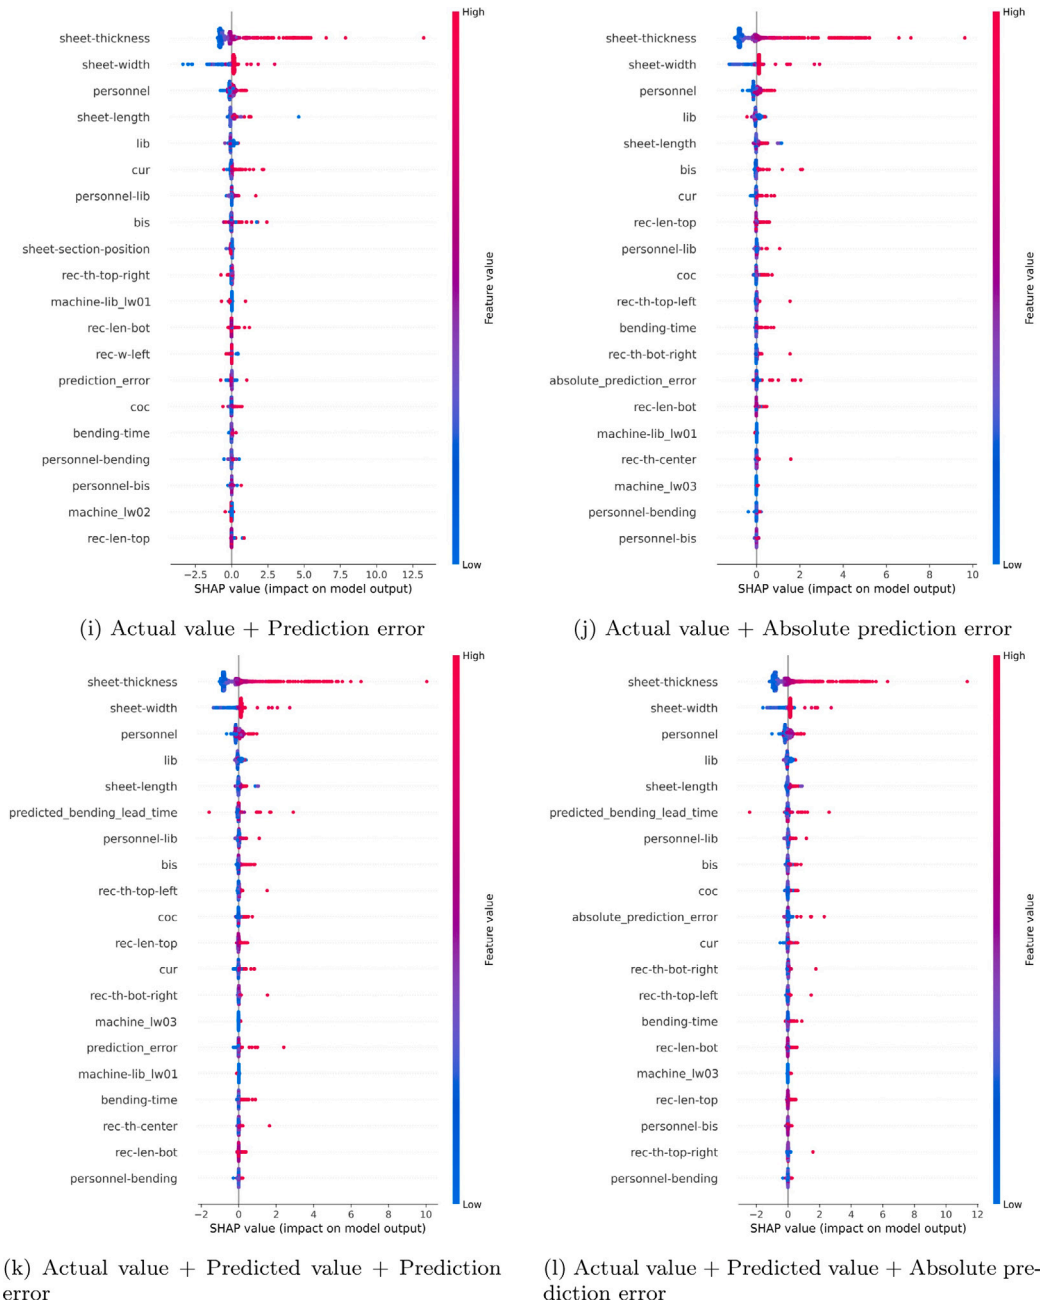 High
sheet-thickness
sheet-width
personnel
sheet-length
lib
cur
personnel-lib
bis
sheet-section-position
rec-th-top-right
machine-lib_lw01
rec-len-bot
rec-w-left
prediction_error
coc
bending-time
personnel-bending
personnel-bis
machine_lw02
rec-len-top
Feature value
Low
−2.5 0.0 2.5 5.0 7.5 10.0 12.5
SHAP value (impact on model output)
(i) Actual value + Prediction error
High
sheet-thickness
sheet-width
personnel
lib
sheet-length
bis
cur
rec-len-top
personnel-lib
coc
rec-th-top-left
bending-time
rec-th-bot-right
absolute_prediction_error
rec-len-bot
machine-lib_lw01
rec-th-center
machine_lw03
personnel-bending
personnel-bis
Feature value
Low
0 2 4 6 8 10
SHAP value (impact on model output)
(j) Actual value + Absolute prediction error
High
sheet-thickness
sheet-width
personnel
lib
sheet-length
predicted_bending_lead_time
personnel-lib
bis
rec-th-top-left
coc
rec-len-top
cur
rec-th-bot-right
machine_lw03
prediction_error
machine-lib_lw01
bending-time
rec-th-center
rec-len-bot
personnel-bending
Feature value
Low
−2 0 2 4 6 8 10
SHAP value (impact on model output)
(k) Actual value + Predicted value + Prediction
error
High
sheet-thickness
sheet-width
personnel
lib
sheet-length
predicted_bending_lead_time
personnel-lib
bis
coc
absolute_prediction_error
cur
rec-th-bot-right
rec-th-top-left
bending-time
rec-len-bot
machine_lw03
rec-len-top
personnel-bis
rec-th-top-right
personnel-bending
Feature value
Low
−2 0 2 4 6 8 10 12
SHAP value (impact on model output)
(l) Actual value + Predicted value + Absolute pre-
diction error